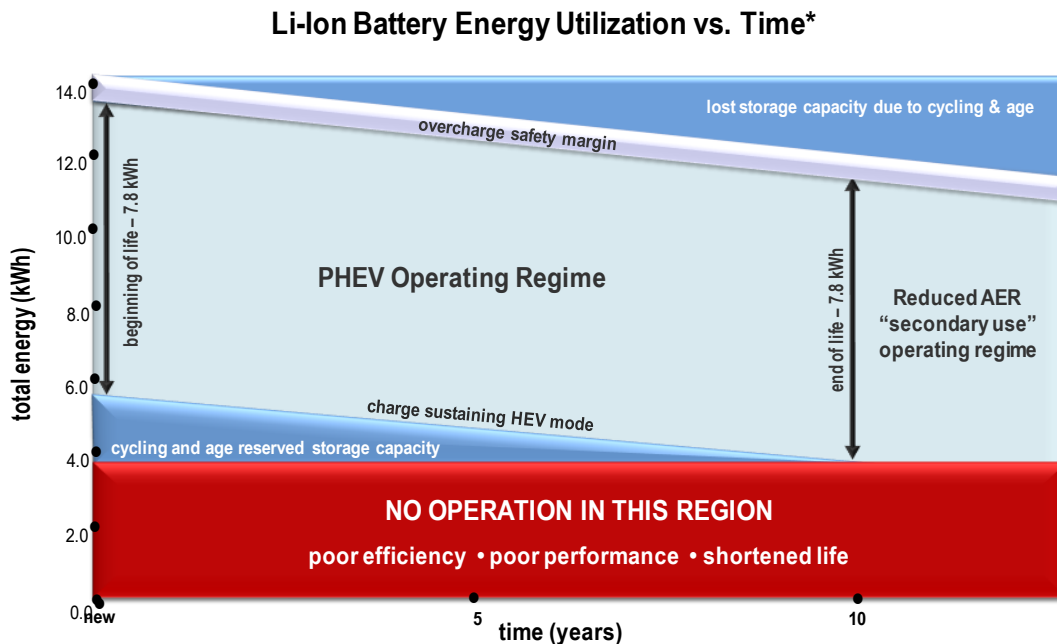 Li-Ion Battery Energy Utilization vs. Time*
total energy (kWh)
14.0
12.0
10.0
8.0
6.0
4.0
2.0
0.0
lost storage capacity due to cycling & age
overcharge safety margin
beginning of life – 7.8 kWh
PHEV Operating Regime
end of life – 7.8 kWh
Reduced AER
“secondary use”
operating regime
charge sustaining HEV mode
cycling and age reserved storage capacity
NO OPERATION IN THIS REGION
poor efficiency • poor performance • shortened life
new
5
10
time (years)